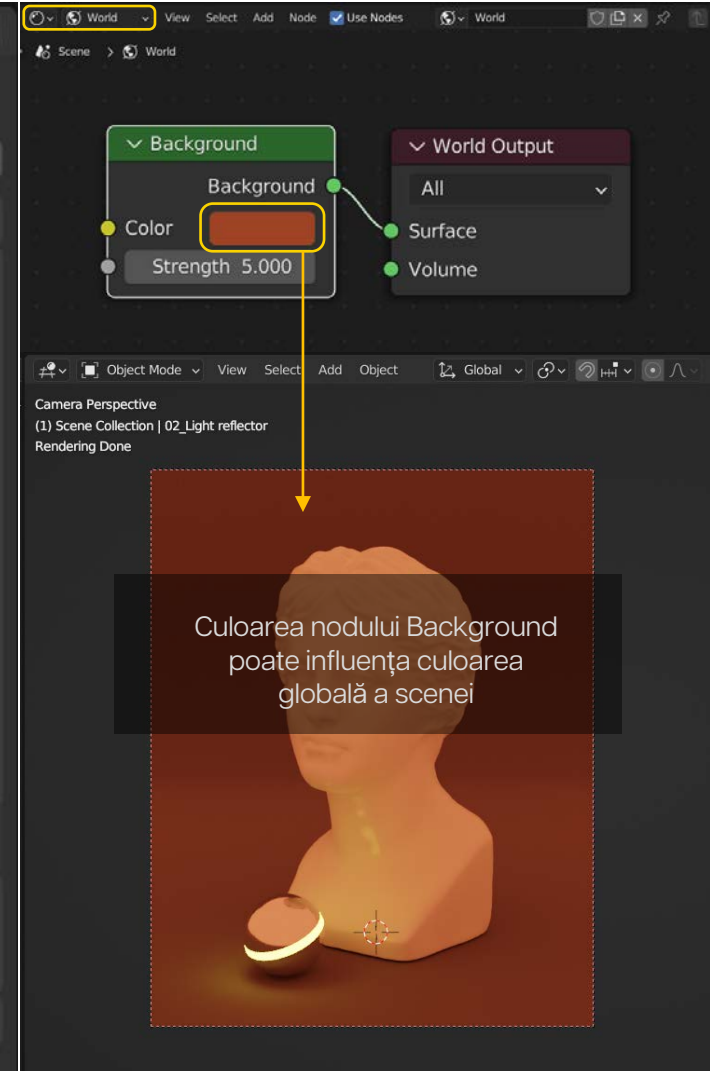 World View Select Add Node Use Nodes World
Scene > World
Background
World Output
Background
All
Color
Surface
Strength 5.000
Volume
Object Mode View Select Add Object Global
Camera Perspective
(1) Scene Collection | 02_Light reflector
Rendering Done
Culoarea nodului Background
poate influența culoarea
globală a scenei